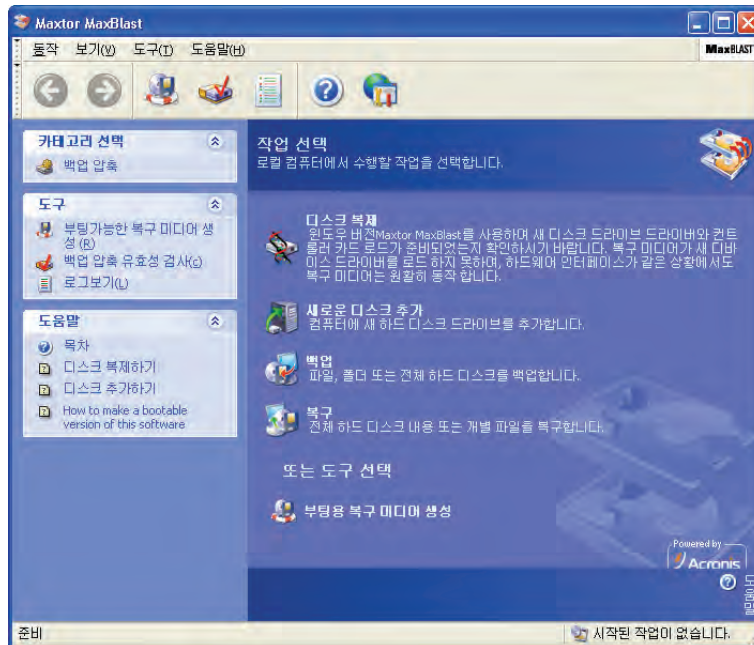 Maxtor MaxBlast
동작 보기(V) 도구(T) 도움말(H)
MaxBLAST
카테고리 선택
백업 압축
도구
부팅가능한 복구 미디어 생
성 (R)
백업 압축 유효성 검사(C)
로그보기(L)
도움말
목차
디스크 복제하기
디스크 추가하기
How to make a bootable
version of this software
작업 선택
로컬 컴퓨터에서 수행할 작업을 선택합니다.
디스크 복제
윈도우 버전Maxtor MaxBlast를 사용하며 새 디스크 드라이브 드라이버와 컨트
롤러 카드 로드가 준비되었는지 확인하시기 바랍니다. 복구 미디어가 새 디바
이스 드라이버를 로드 하지 못하며, 하드웨어 인터페이스가 같은 상황에서도
복구 미디어는 원활히 동작 합니다.
새로운 디스크 추가
컴퓨터에 새 하드 디스크 드라이브를 추가합니다.
백업
파일, 폴더 또는 전체 하드 디스크를 백업합니다.
복구
전체 하드 디스크 내용 또는 개별 파일을 복구합니다.
또는 도구 선택
부팅용 복구 미디어 생성
Powered by
Acronis
도움말
준비
시작된 작업이 없습니다.